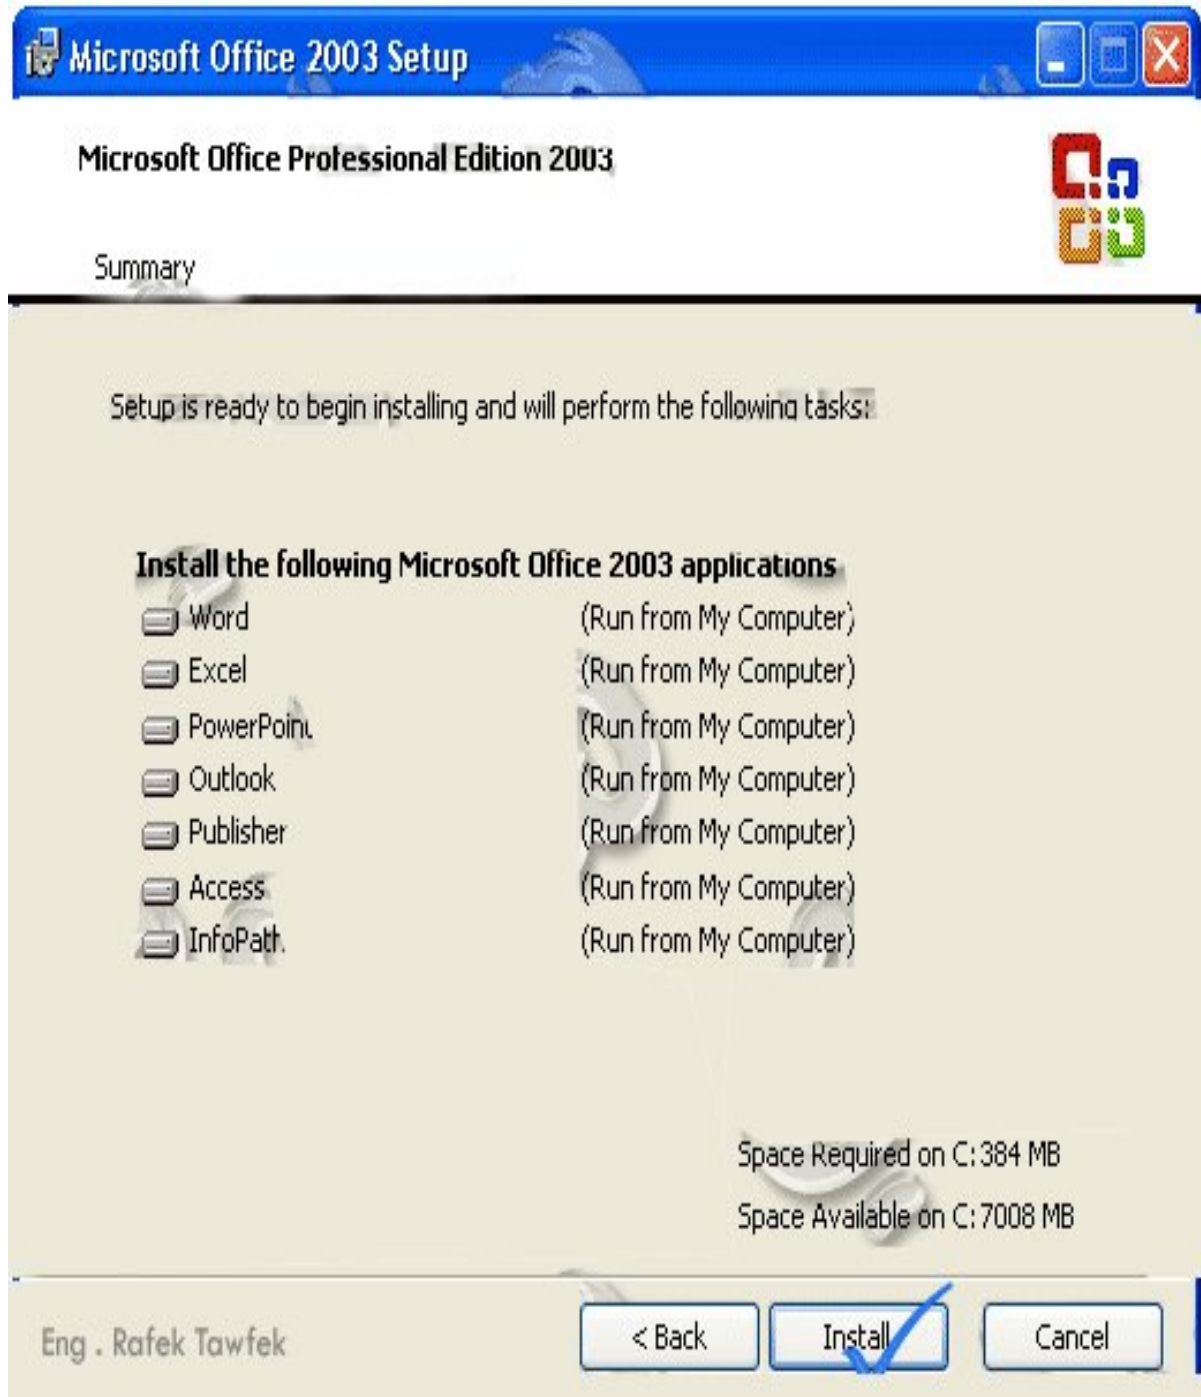 Microsoft Office 2003 Setup
Microsoft Office Professional Edition 2003
Summary
Setup is ready to begin installing and will perform the following tasks:
Install the following Microsoft Office 2003 applications
Word (Run from My Computer)
Excel (Run from My Computer)
PowerPoint (Run from My Computer)
Outlook (Run from My Computer)
Publisher (Run from My Computer)
Access (Run from My Computer)
InfoPath (Run from My Computer)
Space Required on C: 384 MB
Space Available on C: 7008 MB
Eng . Rafek Tawfek < Back Install Cancel